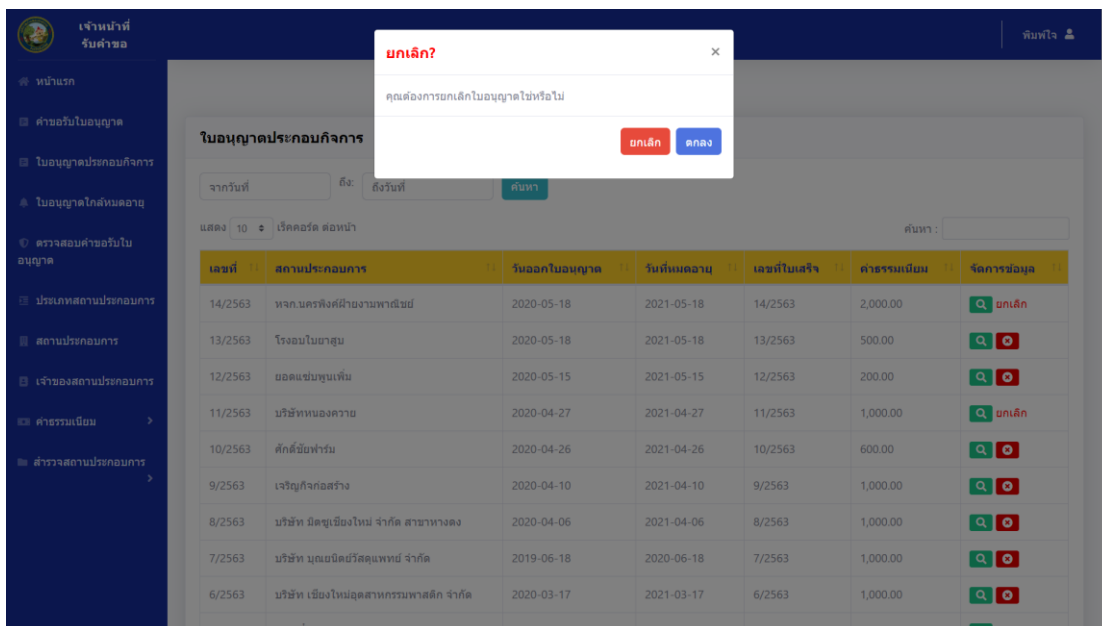 เจ้าหน้าที่
รับคำขอ
พิมพ์ใจ
หน้าแรก
คำขอรับใบอนุญาต
ใบอนุญาตประกอบกิจการ
ใบอนุญาตใกล้หมดอายุ
ตรวจสอบคำขอรับใบ
อนุญาต
ประเภทสถานประกอบการ
สถานประกอบการ
เจ้าของสถานประกอบการ
ค่าธรรมเนียม
สำรวจสถานประกอบการ
ยกเลิก? ×
คุณต้องการยกเลิกใบอนุญาตใช่หรือไม่
ยกเลิก ตกลง
ใบอนุญาตประกอบกิจการ
จากวันที่ ถึง: ถึงวันที่ ค้นหา
แสดง 10 เร็คคอร์ด ต่อหน้า ค้นหา :
เลขที่ สถานประกอบการ วันออกใบอนุญาต วันที่หมดอายุ เลขที่ใบเสร็จ ค่าธรรมเนียม จัดการข้อมูล
14/2563 หจก.นครพิงค์ฝ้ายงามพาณิชย์ 2020-05-18 2021-05-18 14/2563 2,000.00 ยกเลิก
13/2563 โรงอบใบยาสูบ 2020-05-18 2021-05-18 13/2563 500.00
12/2563 ยอดแซ่บพูนเพิ่ม 2020-05-15 2021-05-15 12/2563 200.00
11/2563 บริษัทหนองควาย 2020-04-27 2021-04-27 11/2563 1,000.00 ยกเลิก
10/2563 ศักดิ์ชัยฟาร์ม 2020-04-26 2021-04-26 10/2563 600.00
9/2563 เจริญกิจก่อสร้าง 2020-04-10 2021-04-10 9/2563 1,000.00
8/2563 บริษัท มิตซูเชียงใหม่ จำกัด สาขาหางดง 2020-04-06 2021-04-06 8/2563 1,000.00
7/2563 บริษัท บุณยนิตย์วัสดุแพทย์ จำกัด 2019-06-18 2020-06-18 7/2563 1,000.00
6/2563 บริษัท เชียงใหม่อุตสาหกรรมพาสติก จำกัด 2020-03-17 2021-03-17 6/2563 1,000.00